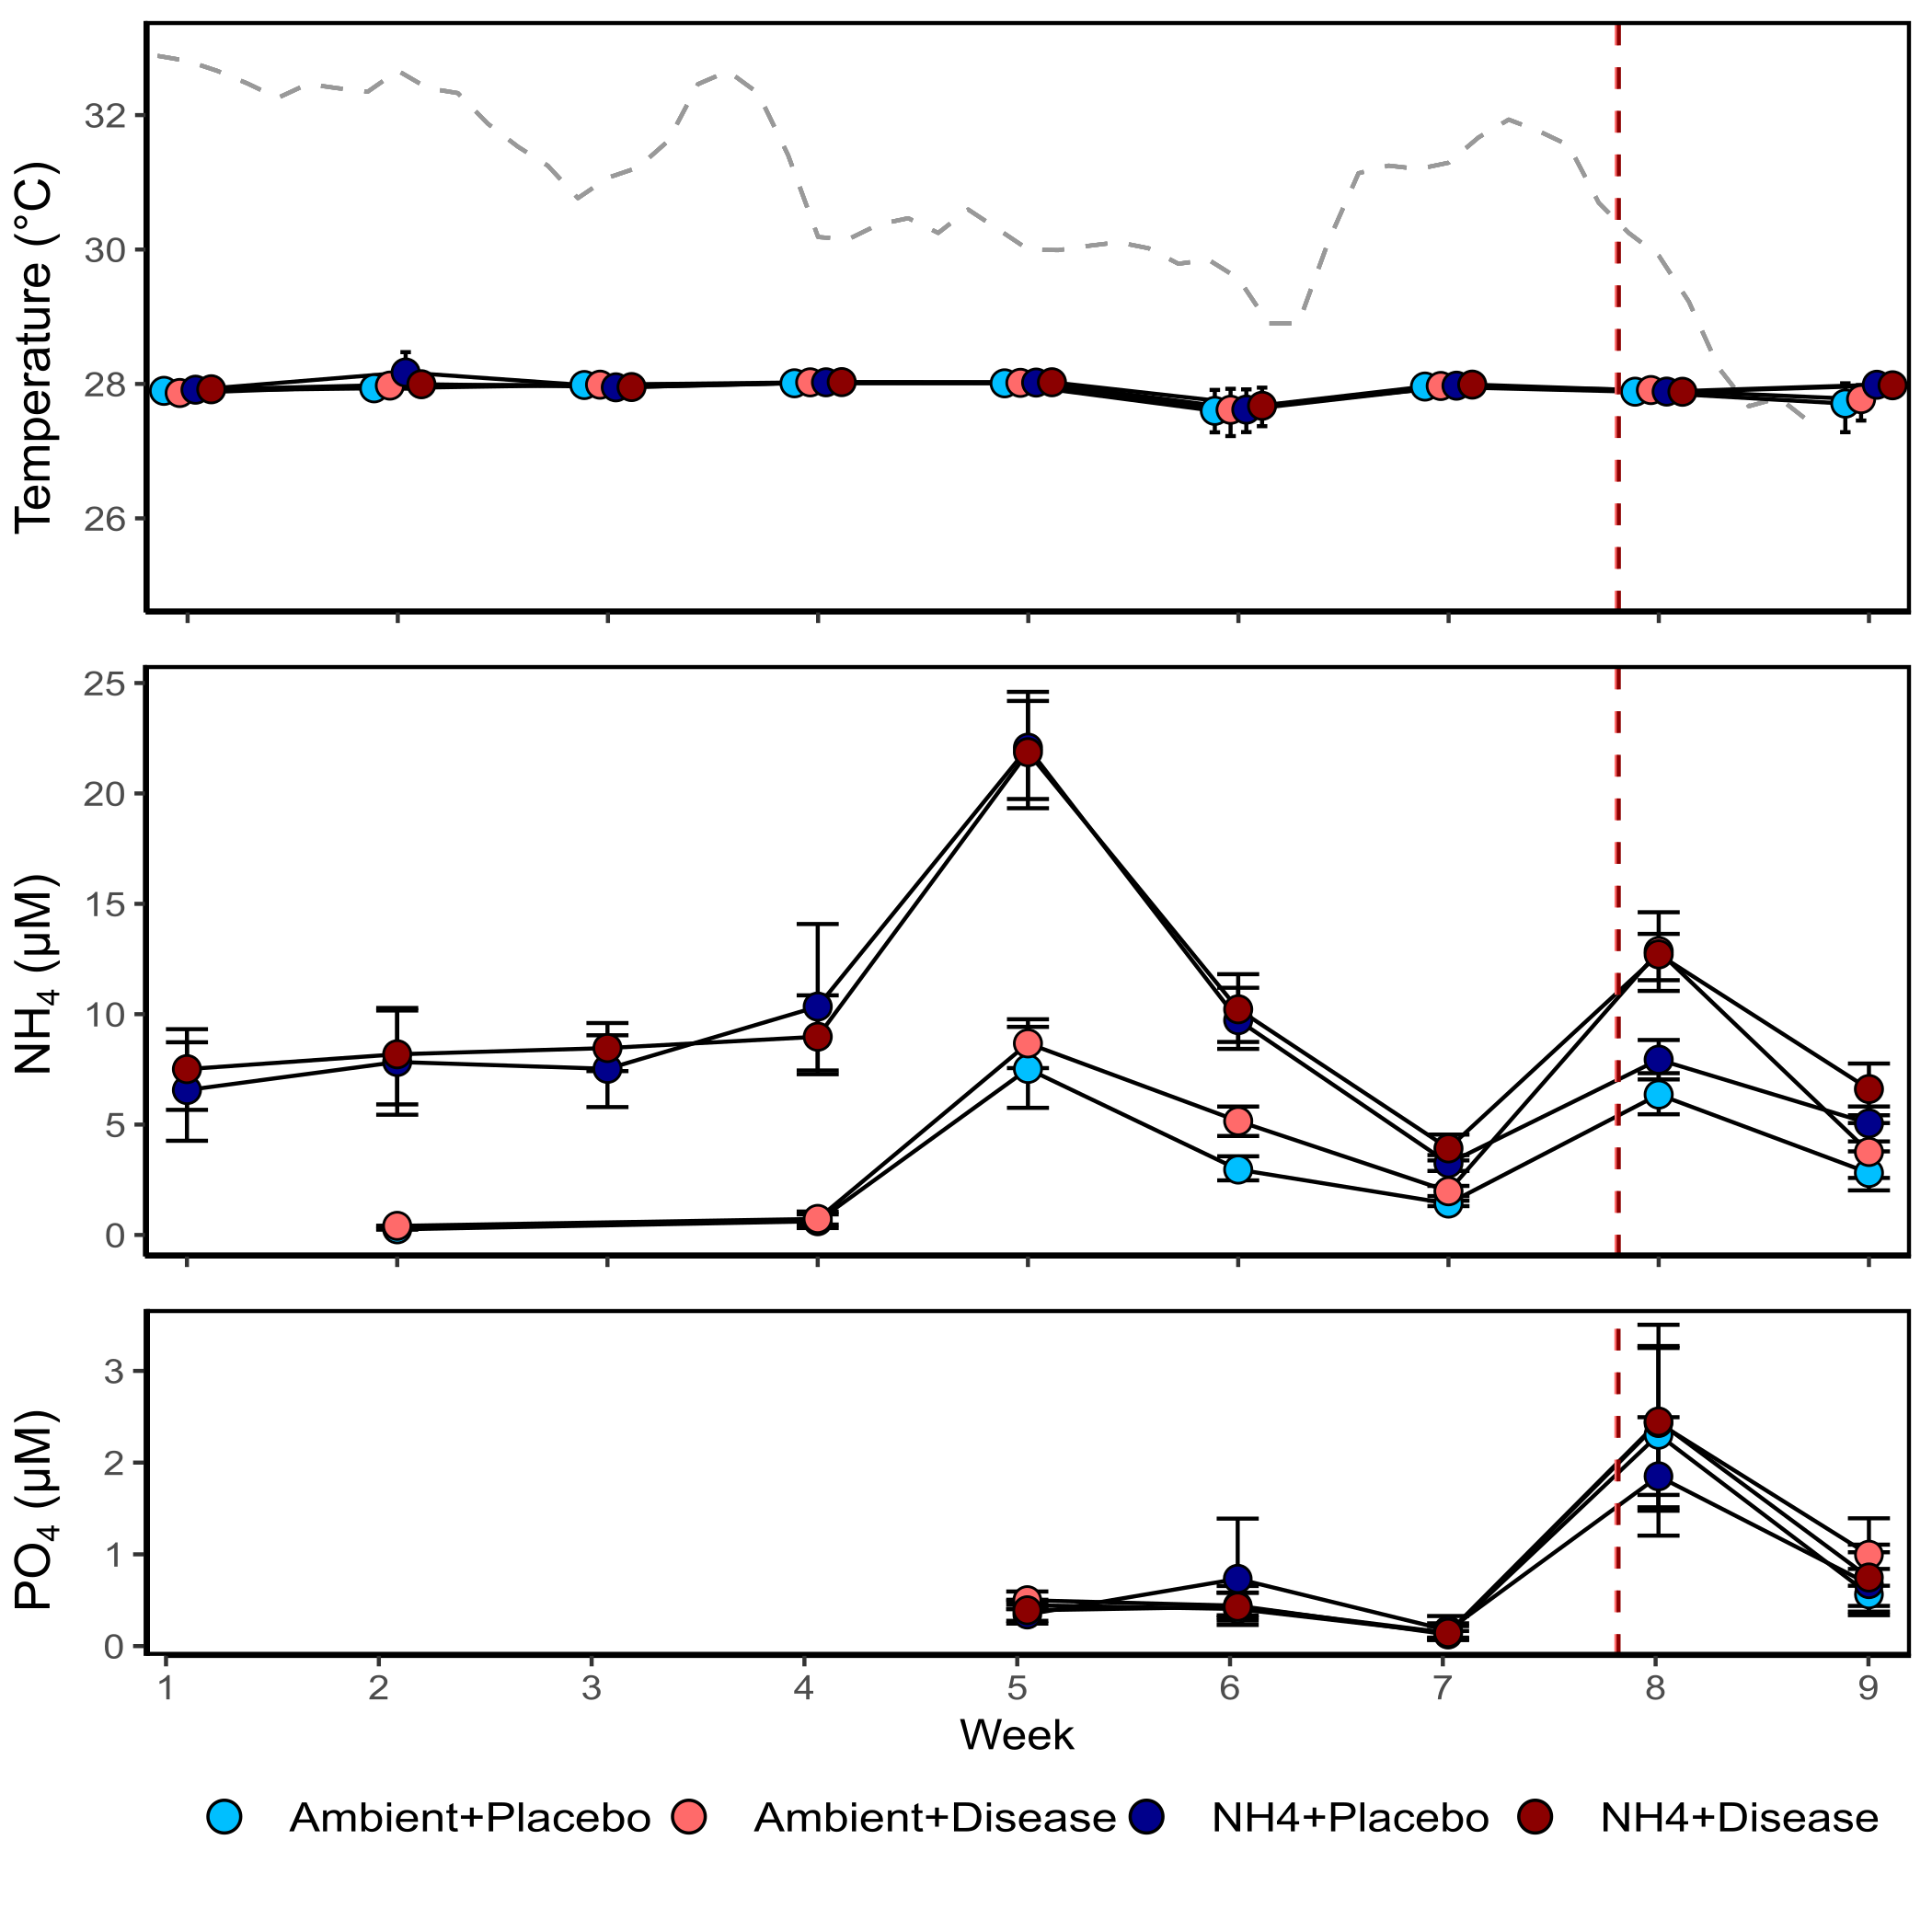 Temperature (°C)
32
30
28
26
NH₄ (µM)
25
20
15
10
5
0
PO₄ (µM)
3
2
1
0
1 2 3 4 5 6 7 8 9
Week
Ambient+Placebo Ambient+Disease NH4+Placebo NH4+Disease